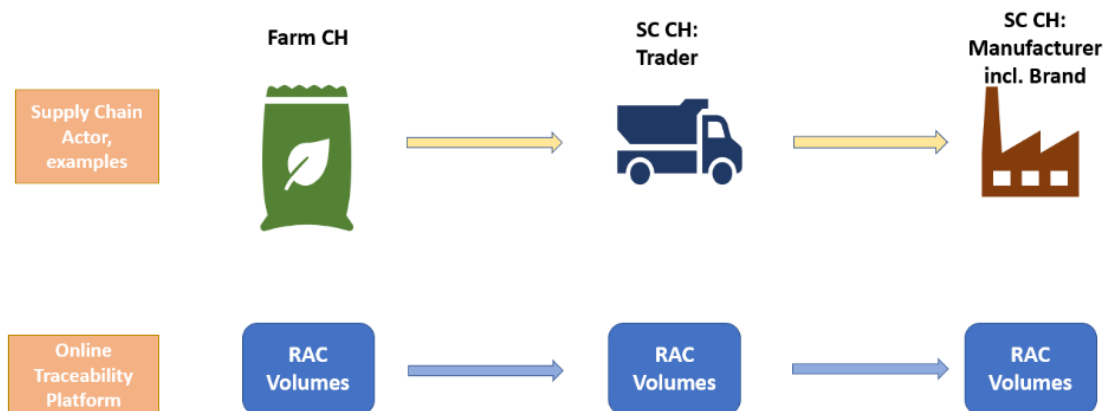 Farm CH
SC CH:
Trader
SC CH:
Manufacturer
incl. Brand
Supply Chain
Actor,
examples
Online
Traceability
Platform
RAC
Volumes
RAC
Volumes
RAC
Volumes